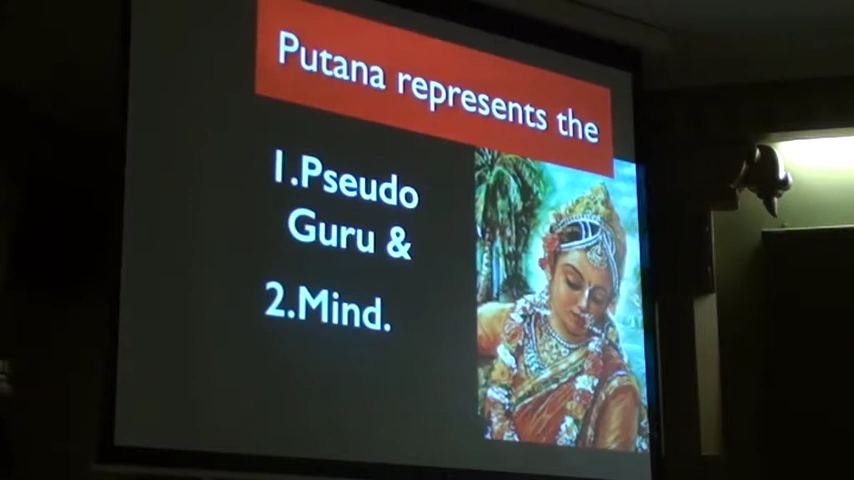 Putana represents the
1.Pseudo
Guru &
2.Mind.